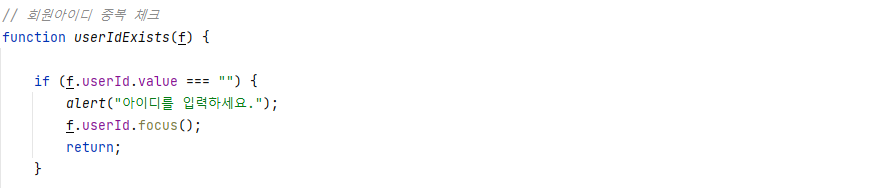 // 회원아이디 중복 체크
function userIdExists(f) {
if (f.userId.value === "") {
alert("아이디를 입력하세요.");
f.userId.focus();
return;
}